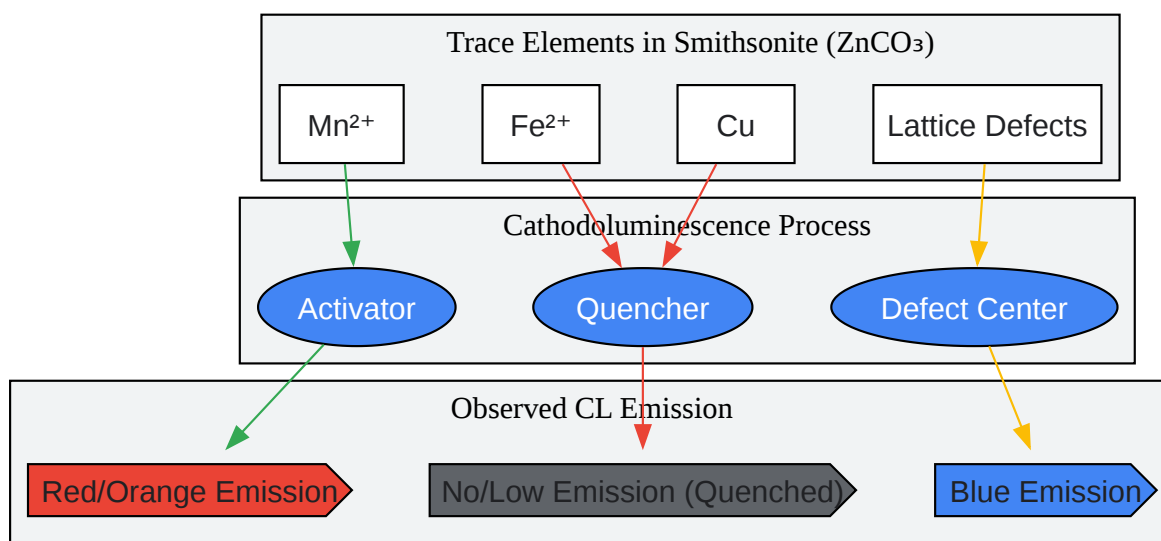 Trace Elements in Smithsonite (ZnCO₃)
Mn²⁺
Fe²⁺
Cu
Lattice Defects
Cathodoluminescence Process
Activator
Quencher
Defect Center
Observed CL Emission
Red/Orange Emission
No/Low Emission (Quenched)
Blue Emission